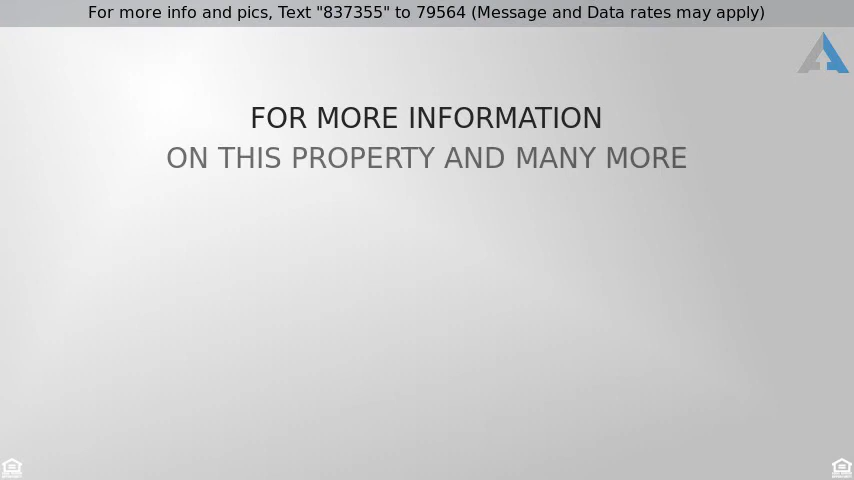 For more info and pics, Text "837355" to 79564 (Message and Data rates may apply)
FOR MORE INFORMATION
ON THIS PROPERTY AND MANY MORE